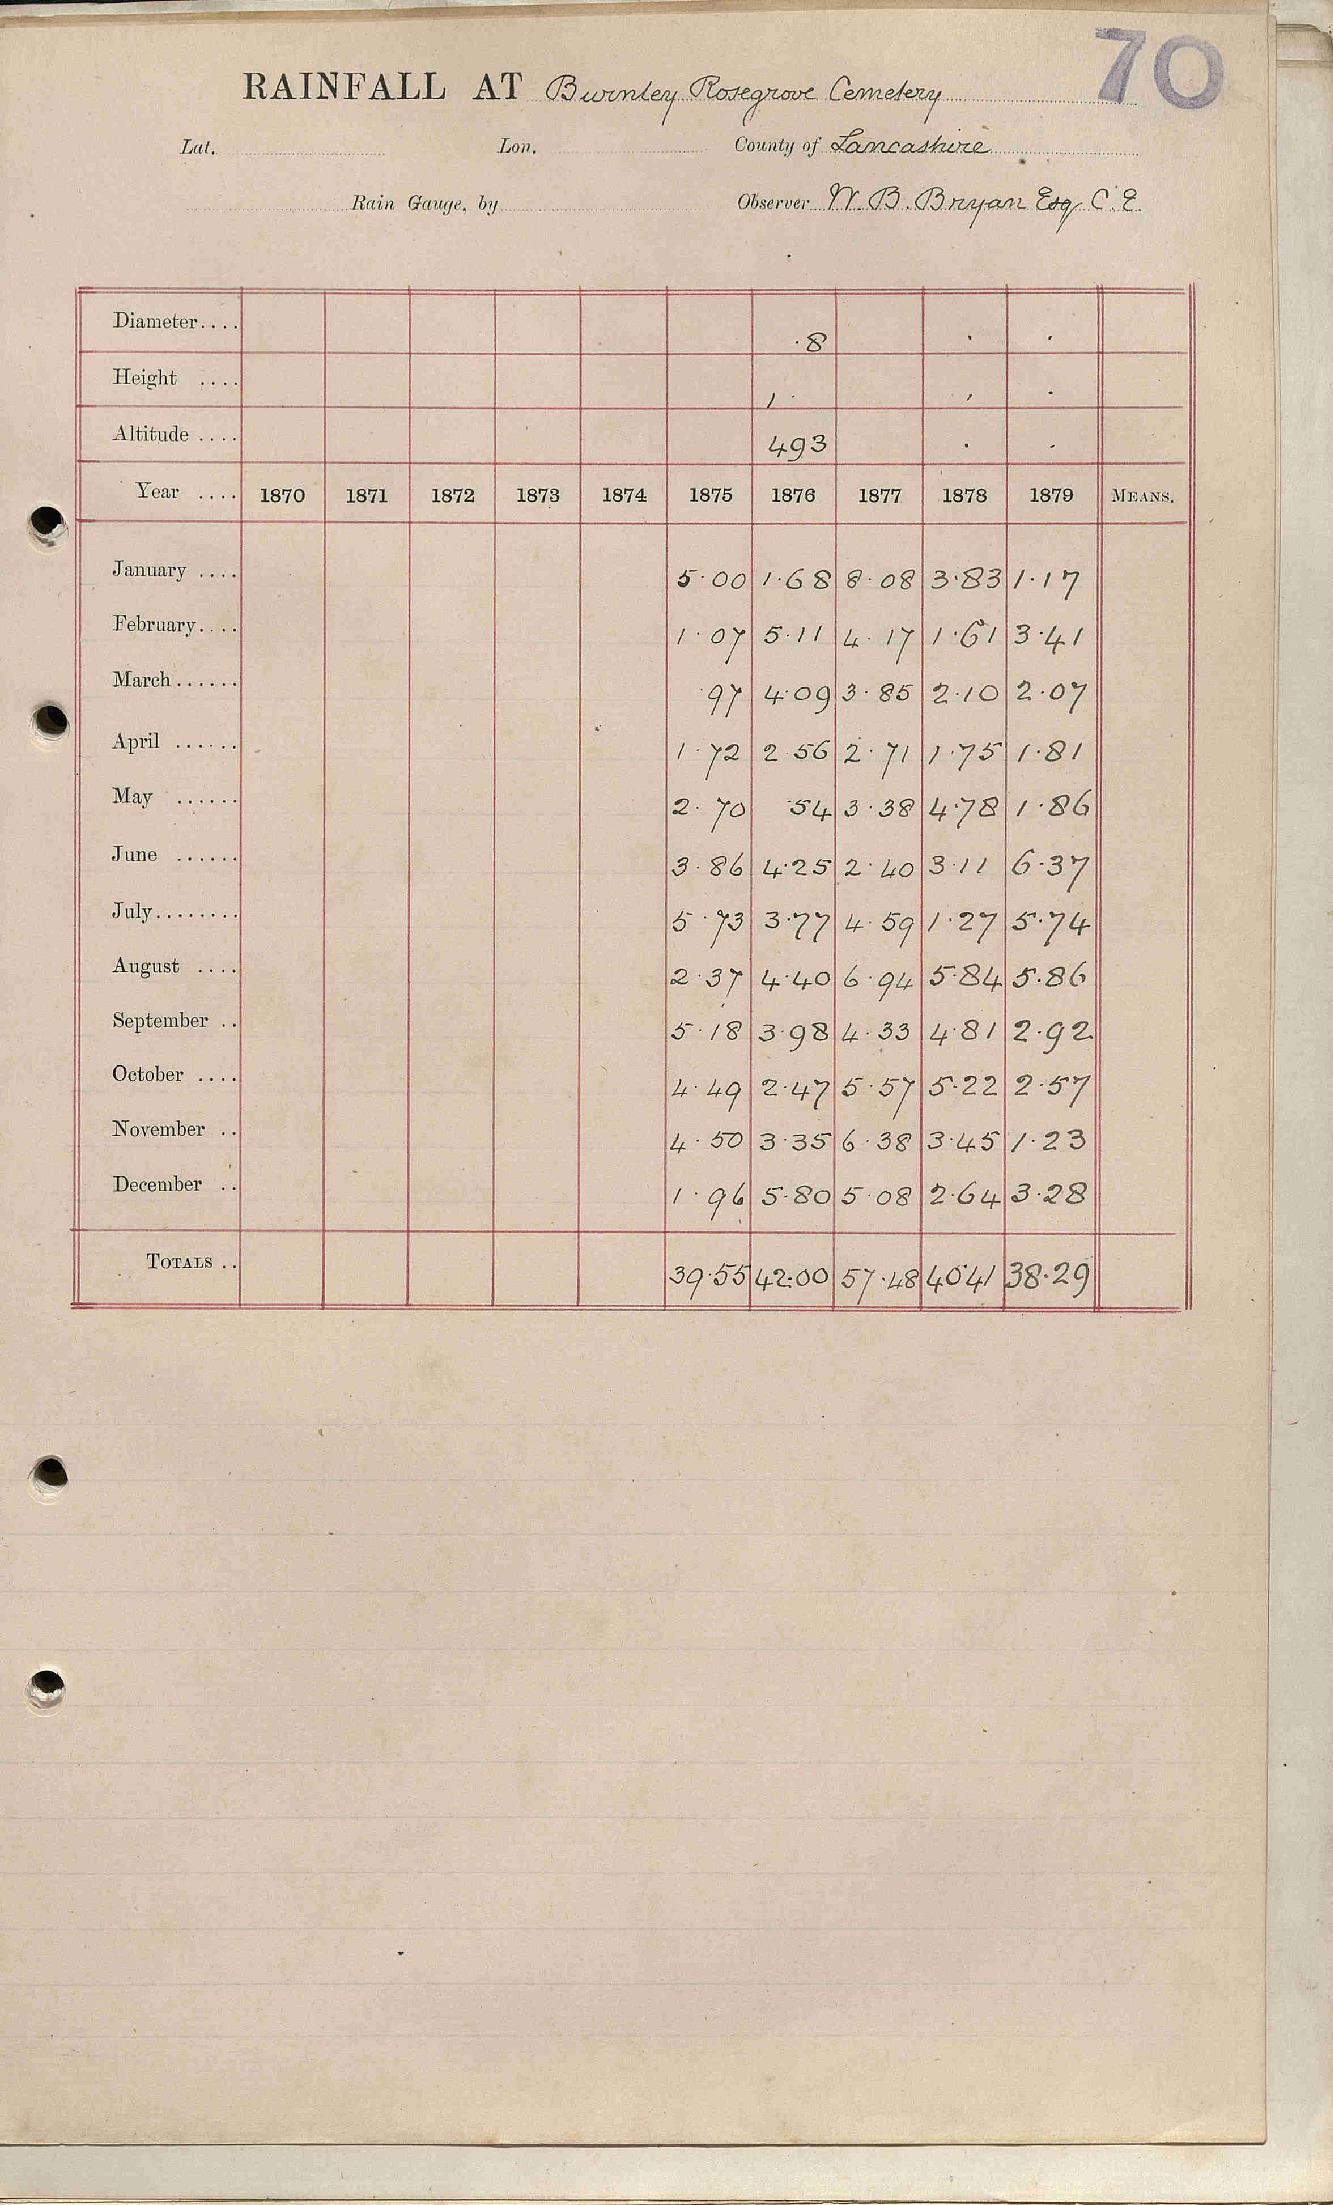 70
RAINFALL AT Burnley Rosegrove Cemetery
Lat. Lon. County of Lancashire
Rain Gauge, by Observer W. B. Bryan Esq C. E.
Diameter.... ·8
Height .... 1
Altitude .... 493
Year .... 1870 1871 1872 1873 1874 1875 1876 1877 1878 1879 MEANS.
January .... 5·00 1·68 8·08 3·83 1·17
February.... 1·07 5·11 4·17 1·61 3·41
March...... ·97 4·09 3·85 2·10 2·07
April ...... 1·72 2 56 2·71 1·75 1·81
May ...... 2·70 ·54 3·38 4·78 1·86
June ...... 3·86 4·25 2·40 3·11 6·37
July........ 5·73 3·77 4·59 1·27 5·74
August .... 2·37 4·40 6·94 5·84 5·86
September .. 5·18 3·98 4·33 4·81 2·92
October .... 4·49 2·47 5·57 5·22 2·57
November .. 4·50 3·35 6·38 3·45 1·23
December .. 1·96 5·80 5·08 2·64 3·28
TOTALS .. 39·55 42·00 57·48 40·41 38·29